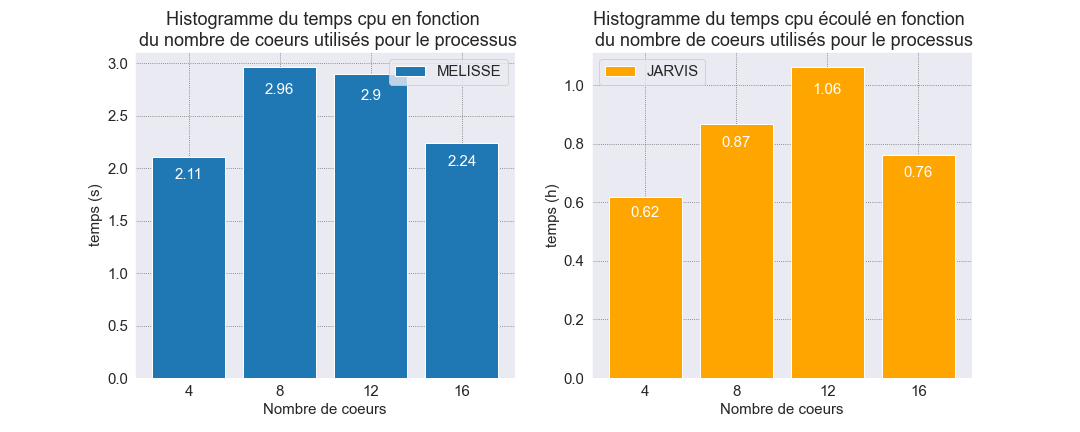 Histogramme du temps cpu en fonction
du nombre de coeurs utilisés pour le processus
MELISSE
3.0
2.5
2.0
1.5
1.0
0.5
0.0
temps (s)
2.11
2.96
2.9
2.24
4
8
12
16
Nombre de coeurs
Histogramme du temps cpu écoulé en fonction
du nombre de coeurs utilisés pour le processus
JARVIS
1.0
0.8
0.6
0.4
0.2
0.0
temps (h)
0.62
0.87
1.06
0.76
4
8
12
16
Nombre de coeurs